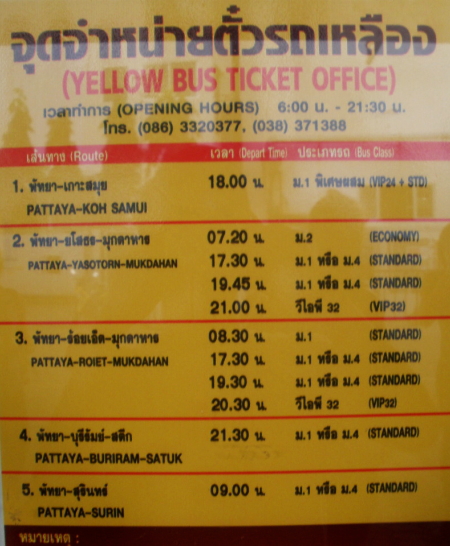 จุดจำหน่ายตั๋วรถเหลือง
(YELLOW BUS TICKET OFFICE)
เวลาทำการ (OPENING HOURS) 6:00 น. - 21:30 น.
โทร. (086) 3320377, (038) 371388
เส้นทาง (Route) เวลา (Depart Time) ประเภทรถ (Bus Class)
1. พัทยา-เกาะสมุย 18.00 น. ม.1 พิเศษผสม (VIP24 + STD)
PATTAYA-KOH SAMUI
2. พัทยา-ยโสธร-มุกดาหาร 07.20 น. ม.2 (ECONOMY)
PATTAYA-YASOTORN-MUKDAHAN 17.30 น. ม.1 หรือ ม.4 (STANDARD)
19.45 น. ม.1 หรือ ม.4 (STANDARD)
21.00 น. วีไอพี 32 (VIP32)
3. พัทยา-ร้อยเอ็ด-มุกดาหาร 08.30 น. ม.1 (STANDARD)
PATTAYA-ROIET-MUKDAHAN 17.30 น. ม.1 หรือ ม.4 (STANDARD)
19.30 น. ม.1 หรือ ม.4 (STANDARD)
20.30 น. วีไอพี 32 (VIP32)
4. พัทยา-บุรีรัมย์-สตึก 21.30 น. ม.1 หรือ ม.4 (STANDARD)
PATTAYA-BURIRAM-SATUK
5. พัทยา-สุรินทร์ 09.00 น. ม.1 หรือ ม.4 (STANDARD)
PATTAYA-SURIN
หมายเหตุ :